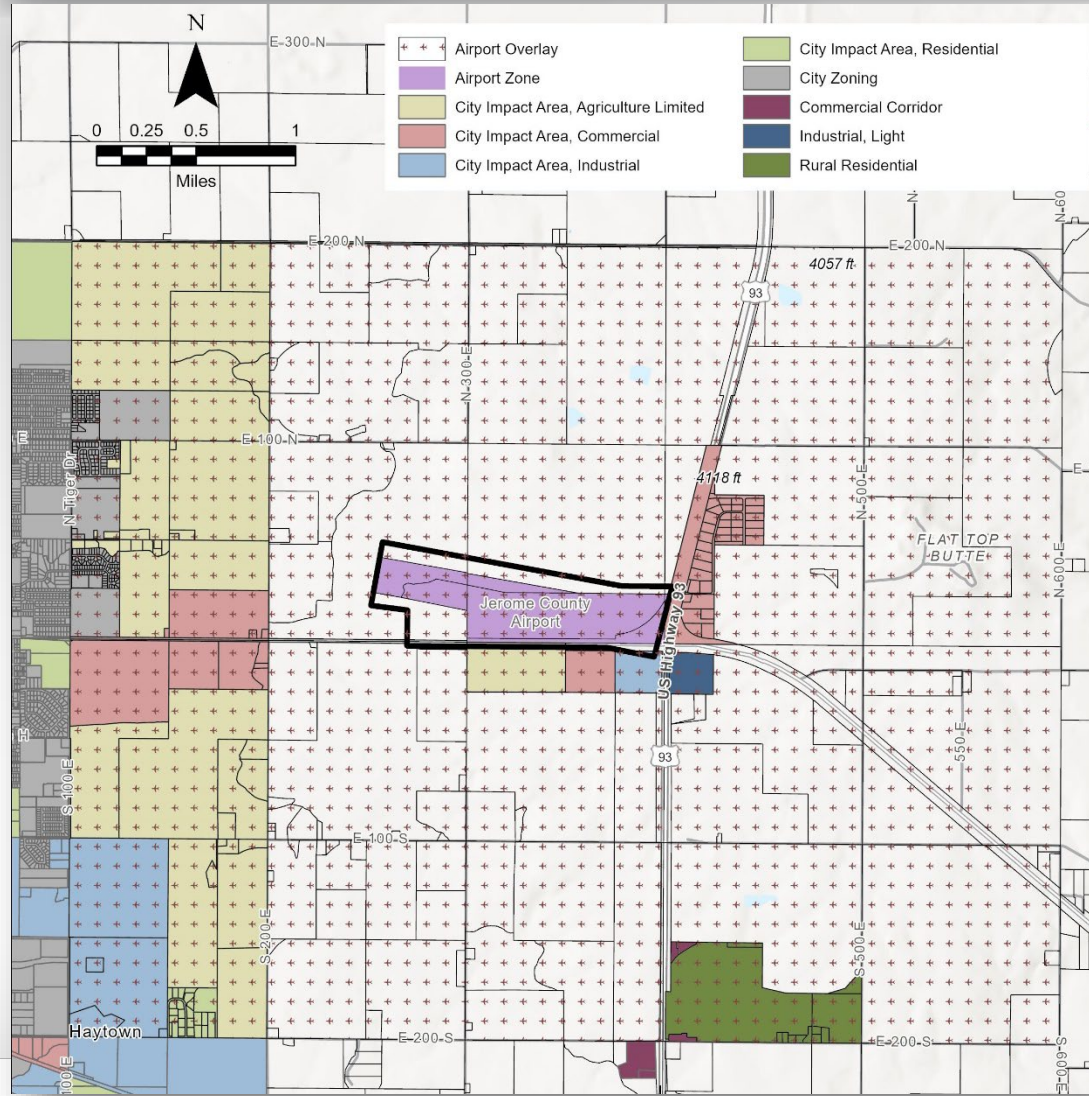 N
E 300 N
0 0.25 0.5 1
Miles
Airport Overlay
Airport Zone
City Impact Area, Agriculture Limited
City Impact Area, Commercial
City Impact Area, Industrial
City Impact Area, Residential
City Zoning
Commercial Corridor
Industrial, Light
Rural Residential
N-60
N
E 200 N
E 200 N
4057 ft
93
N-300-E
E
E 100 N
N Tiger Dr
4118 ft
N-500-E
E
FLAT TOP
BUTTE
N-600-E
Jerome County
Airport
US Highway 93
H
S 100 E
93
550-E
E 100 S
S-200-E
S-500-E
Haytown
E 200 S
E 200 S
100 E
S-600-E